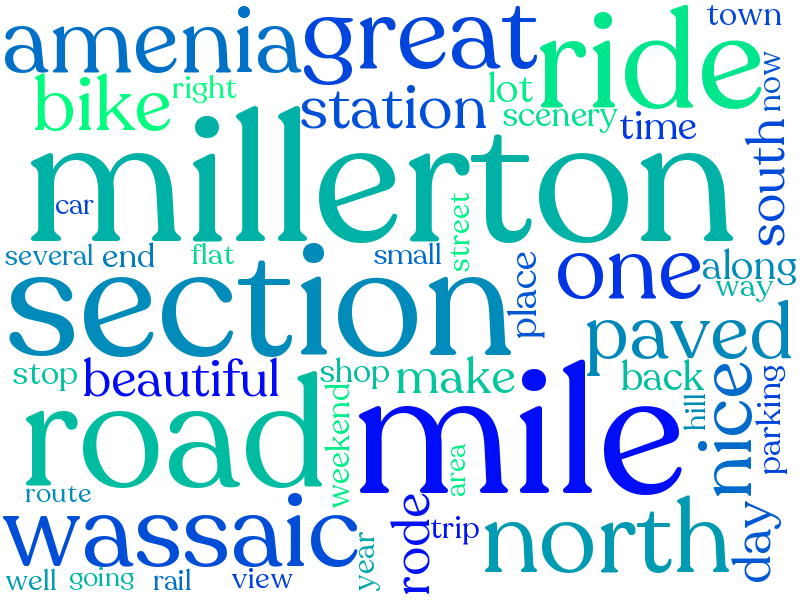 town
amenia great ride
bike right station lot scenery time now
millerton south
car street
several end flat small place one along way
section paved
stop beautiful shop make back
road weekend mile area hill nice parking
route
wassaic year rode trip north day
well going rail view